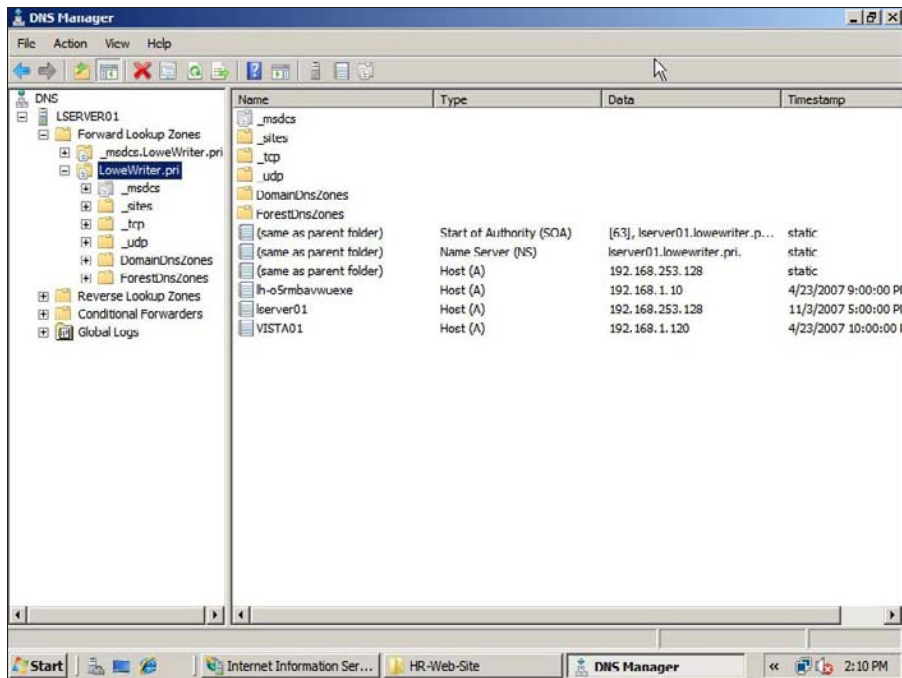 DNS Manager
File Action View Help
DNS
LSERVER01
Forward Lookup Zones
_msdcs.LoweWriter.pri
LoweWriter.pri
_msdcs
_sites
_tcp
_udp
DomainDnsZones
ForestDnsZones
Reverse Lookup Zones
Conditional Forwarders
Global Logs
Name Type Data Timestamp
_msdcs
_sites
_tcp
_udp
DomainDnsZones
ForestDnsZones
(same as parent folder) Start of Authority (SOA) [63], lserver01.lowewriter.p... static
(same as parent folder) Name Server (NS) lserver01.lowewriter.pri. static
(same as parent folder) Host (A) 192.168.253.128 static
lh-o5rmbavwuexe Host (A) 192.168.1.10 4/23/2007 9:00:00 P
lserver01 Host (A) 192.168.253.128 11/3/2007 5:00:00 P
VISTA01 Host (A) 192.168.1.120 4/23/2007 10:00:00
Start Internet Information Ser... HR-Web-Site DNS Manager « 2:10 PM